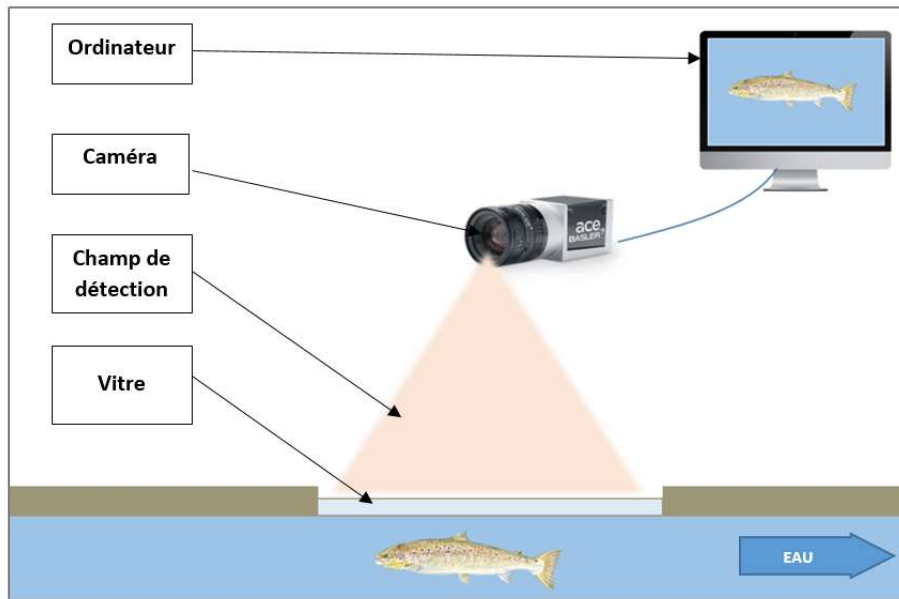 Ordinateur
Caméra
ace
BASLER
Champ de
détection
Vitre
EAU